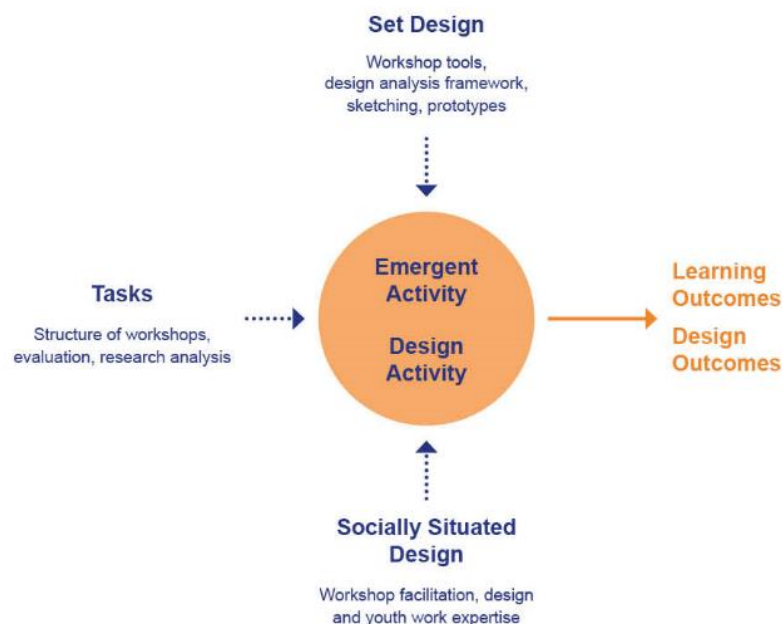 Set Design
Workshop tools,
design analysis framework,
sketching, prototypes
Tasks
Structure of workshops,
evaluation, research analysis
Emergent
Activity
Design
Activity
Learning
Outcomes
Design
Outcomes
Socially Situated
Design
Workshop facilitation, design
and youth work expertise